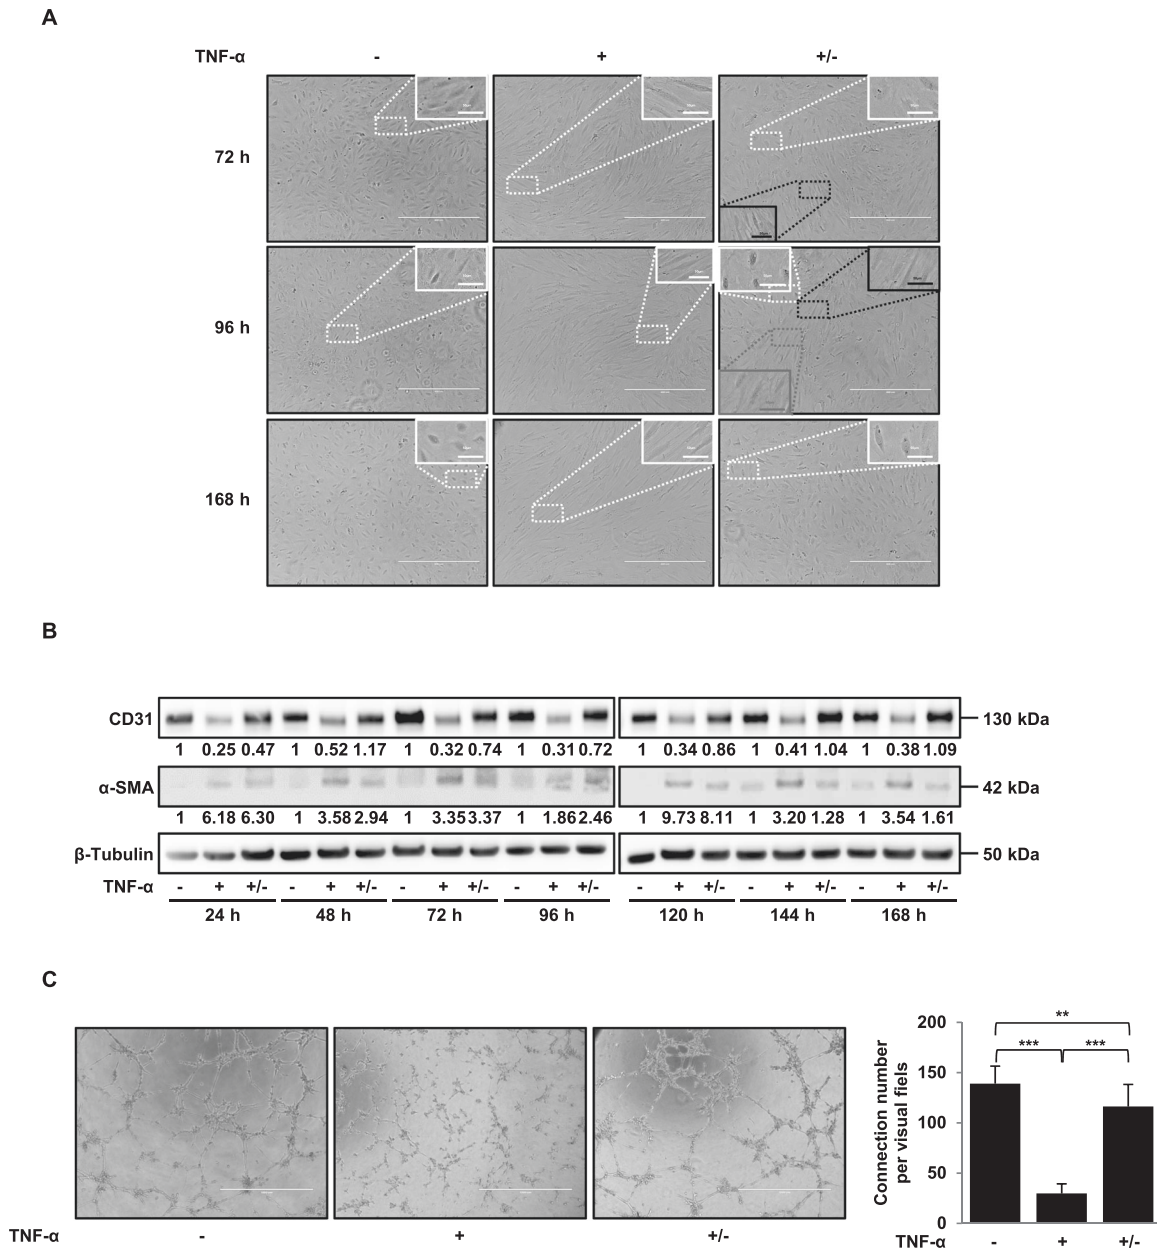 A
TNF-α - + +/-
72 h
96 h
168 h
B
CD31 130 kDa
1 0.25 0.47 1 0.52 1.17 1 0.32 0.74 1 0.31 0.72 1 0.34 0.86 1 0.41 1.04 1 0.38 1.09
α-SMA 42 kDa
1 6.18 6.30 1 3.58 2.94 1 3.35 3.37 1 1.86 2.46 1 9.73 8.11 1 3.20 1.28 1 3.54 1.61
β-Tubulin 50 kDa
TNF-α - + +/- - + +/- - + +/- - + +/- - + +/- - + +/- - + +/-
24 h 48 h 72 h 96 h 120 h 144 h 168 h
C
TNF-α - + +/-
Connection number
per visual fiels
200
150
100
50
0
**
*** ***
TNF-α - + +/-